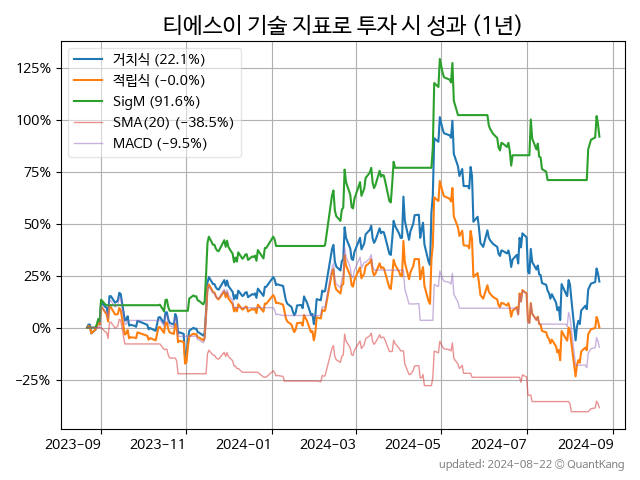 티에스이 기술 지표로 투자 시 성과 (1년)
거치식 (22.1%)
적립식 (−0.0%)
SigM (91.6%)
SMA(20) (−38.5%)
MACD (−9.5%)
125%
100%
75%
50%
25%
0%
−25%
2023−09 2023−11 2024−01 2024−03 2024−05 2024−07 2024−09
updated: 2024−08−22 © QuantKang